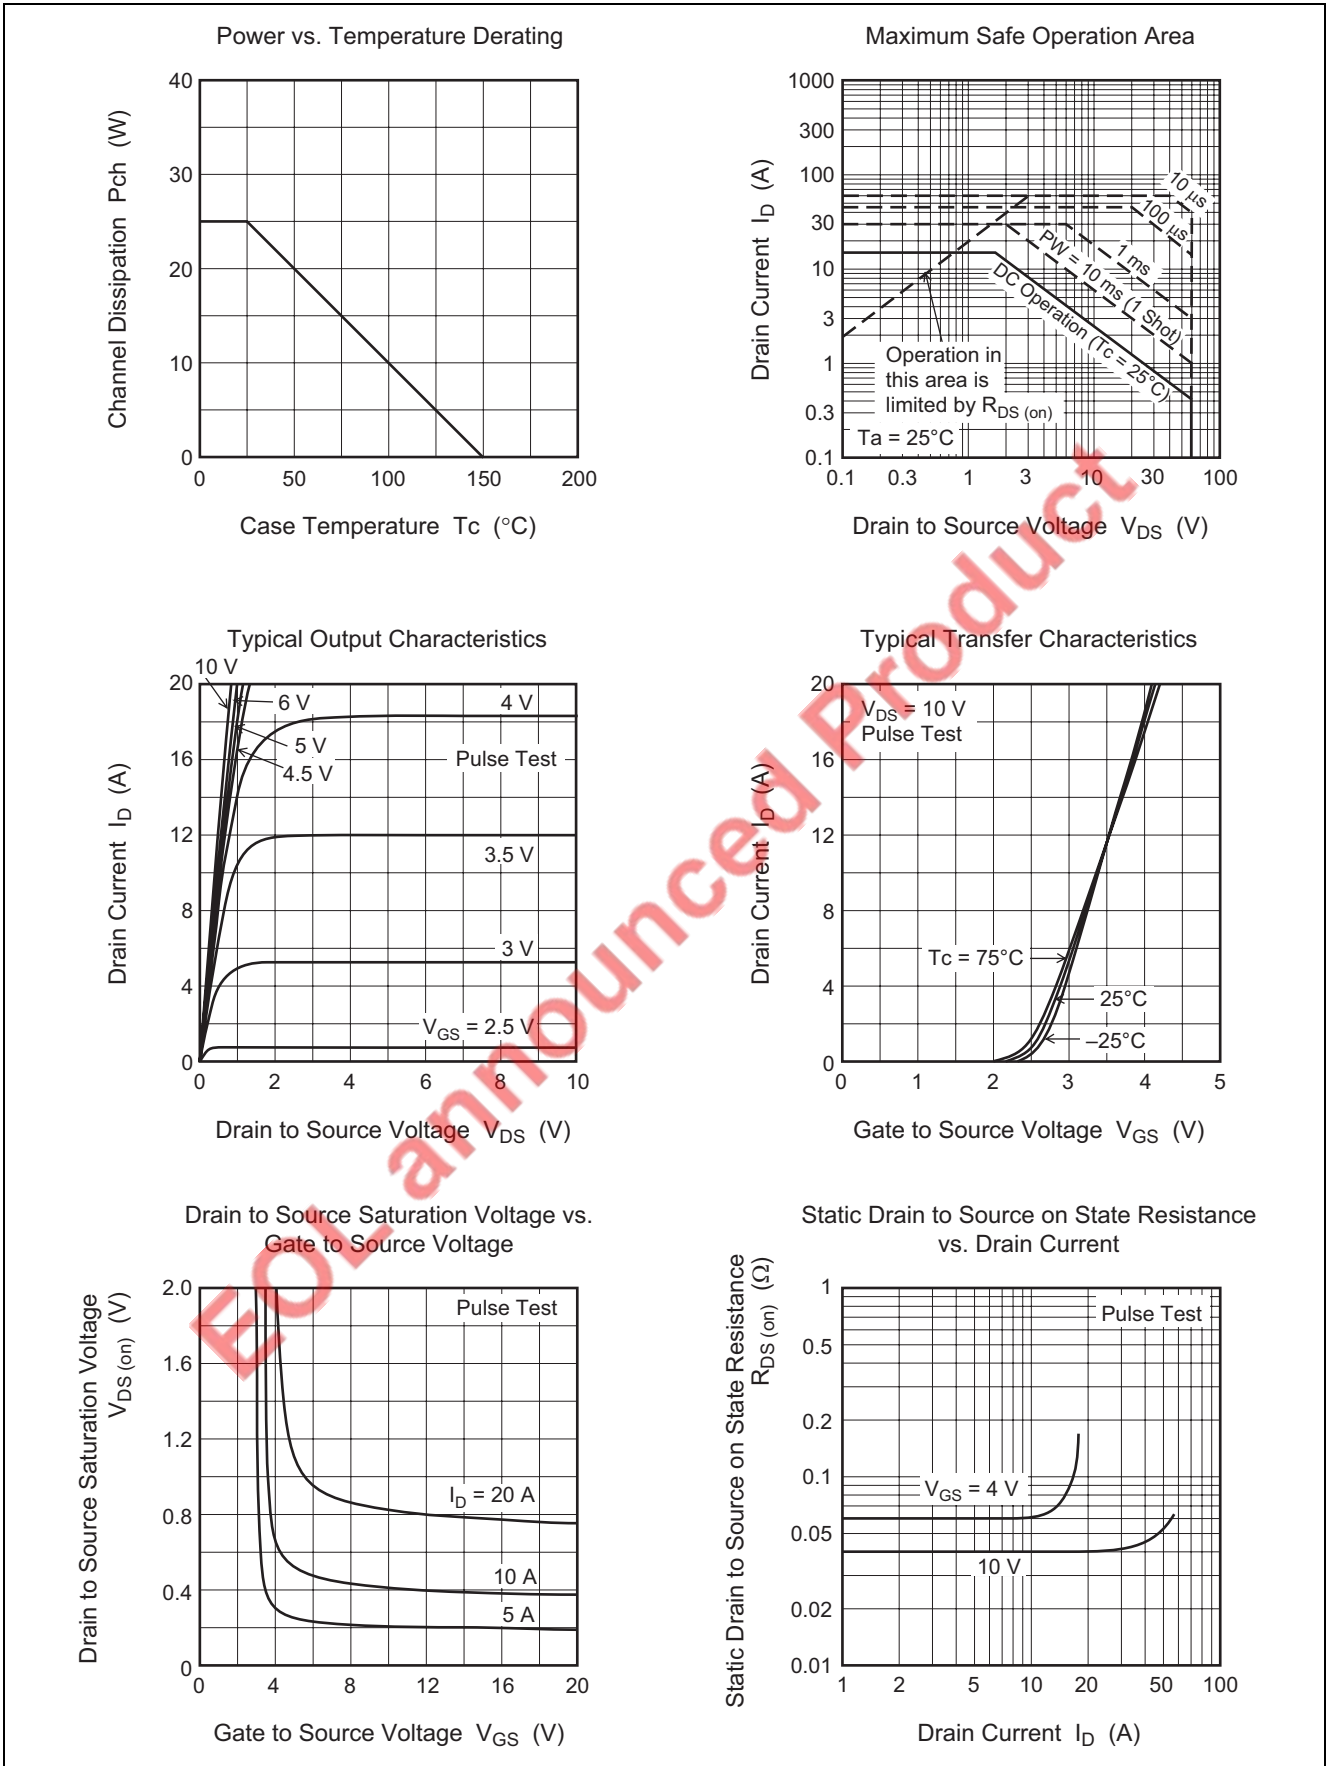 Power vs. Temperature Derating
Channel Dissipation Pch (W)
40
30
20
10
0
0 50 100 150 200
Case Temperature Tc (°C)
Maximum Safe Operation Area
Drain Current ID (A)
1000
300
100
30
10
3
1
0.3
0.1
10 µs
100 µs
1 ms
PW = 10 ms (1 Shot)
DC Operation (Tc = 25°C)
Operation in
this area is
limited by RDS (on)
Ta = 25°C
0.1 0.3 1 3 10 30 100
Drain to Source Voltage VDS (V)
Typical Output Characteristics
Drain Current ID (A)
20
16
12
8
4
0
10 V
6 V
5 V
4.5 V
4 V
Pulse Test
3.5 V
3 V
VGS = 2.5 V
0 2 4 6 8 10
Drain to Source Voltage VDS (V)
Typical Transfer Characteristics
Drain Current ID (A)
20
16
12
8
4
0
VDS = 10 V
Pulse Test
Tc = 75°C
25°C
–25°C
0 1 2 3 4 5
Gate to Source Voltage VGS (V)
Drain to Source Saturation Voltage vs.
Gate to Source Voltage
Drain to Source Saturation Voltage
VDS (on) (V)
2.0
1.6
1.2
0.8
0.4
0
Pulse Test
ID = 20 A
10 A
5 A
0 4 8 12 16 20
Gate to Source Voltage VGS (V)
Static Drain to Source on State Resistance
vs. Drain Current
Static Drain to Source on State Resistance
RDS (on) (Ω)
1
0.5
0.2
0.1
0.05
0.02
0.01
Pulse Test
VGS = 4 V
10 V
1 2 5 10 20 50 100
Drain Current ID (A)
EOL announced Product